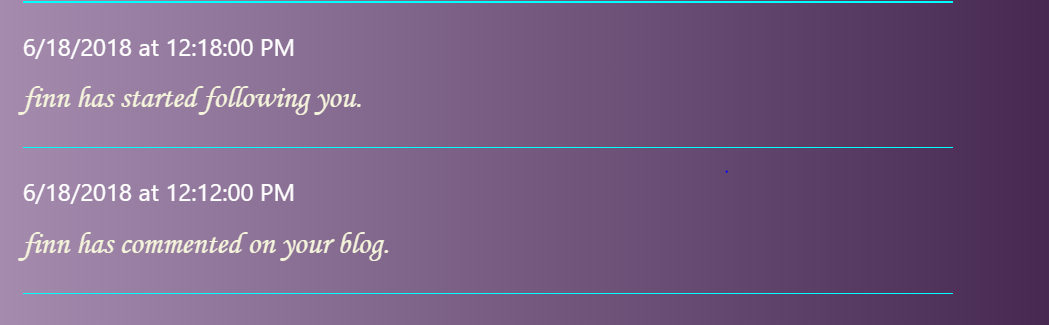 6/18/2018 at 12:18:00 PM
finn has started following you.
6/18/2018 at 12:12:00 PM
finn has commented on your blog.